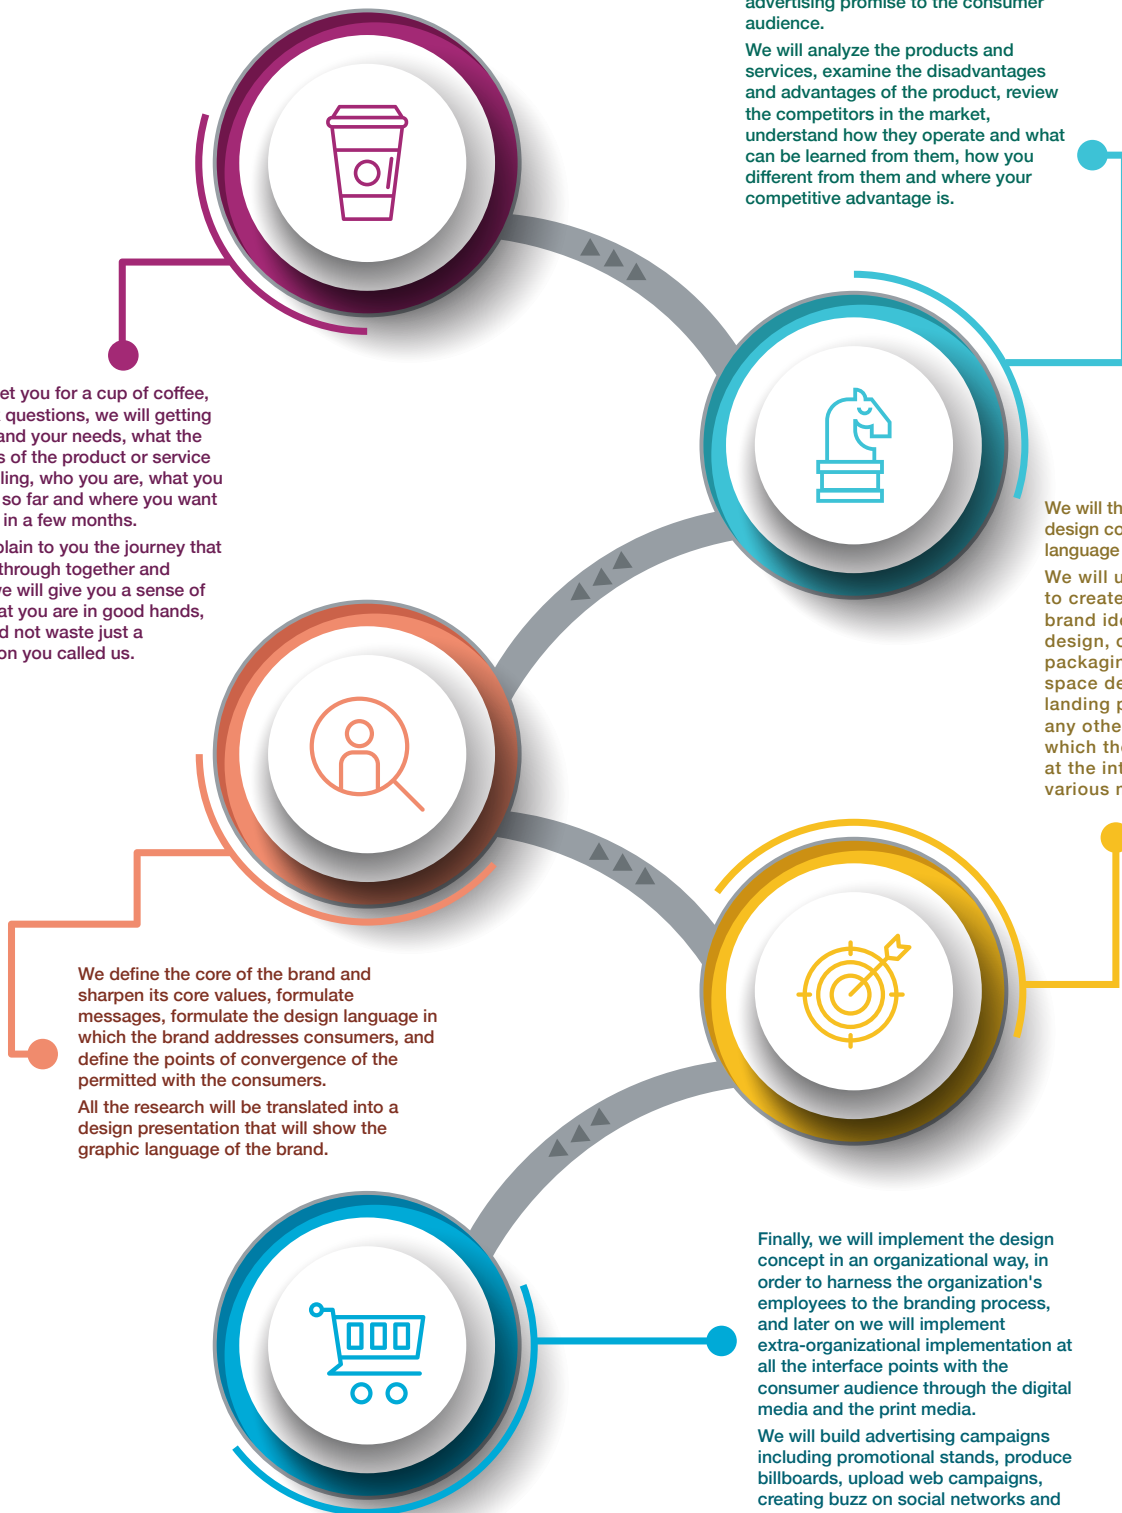 advertising promise to the consumer
audience.
We will analyze the products and
services, examine the disadvantages
and advantages of the product, review
the competitors in the market,
understand how they operate and what
can be learned from them, how you
different from them and where your
competitive advantage is.
et you for a cup of coffee,
questions, we will getting
and your needs, what the
s of the product or service
ling, who you are, what you
so far and where you want
in a few months.
plain to you the journey that
through together and
we will give you a sense of
at you are in good hands,
d not waste just a
on you called us.
We will th
design co
language
We will u
to create
brand ide
design, c
packagin
space de
landing p
any othe
which the
at the int
various r
We define the core of the brand and
sharpen its core values, formulate
messages, formulate the design language in
which the brand addresses consumers, and
define the points of convergence of the
permitted with the consumers.
All the research will be translated into a
design presentation that will show the
graphic language of the brand.
Finally, we will implement the design
concept in an organizational way, in
order to harness the organization's
employees to the branding process,
and later on we will implement
extra-organizational implementation at
all the interface points with the
consumer audience through the digital
media and the print media.
We will build advertising campaigns
including promotional stands, produce
billboards, upload web campaigns,
creating buzz on social networks and